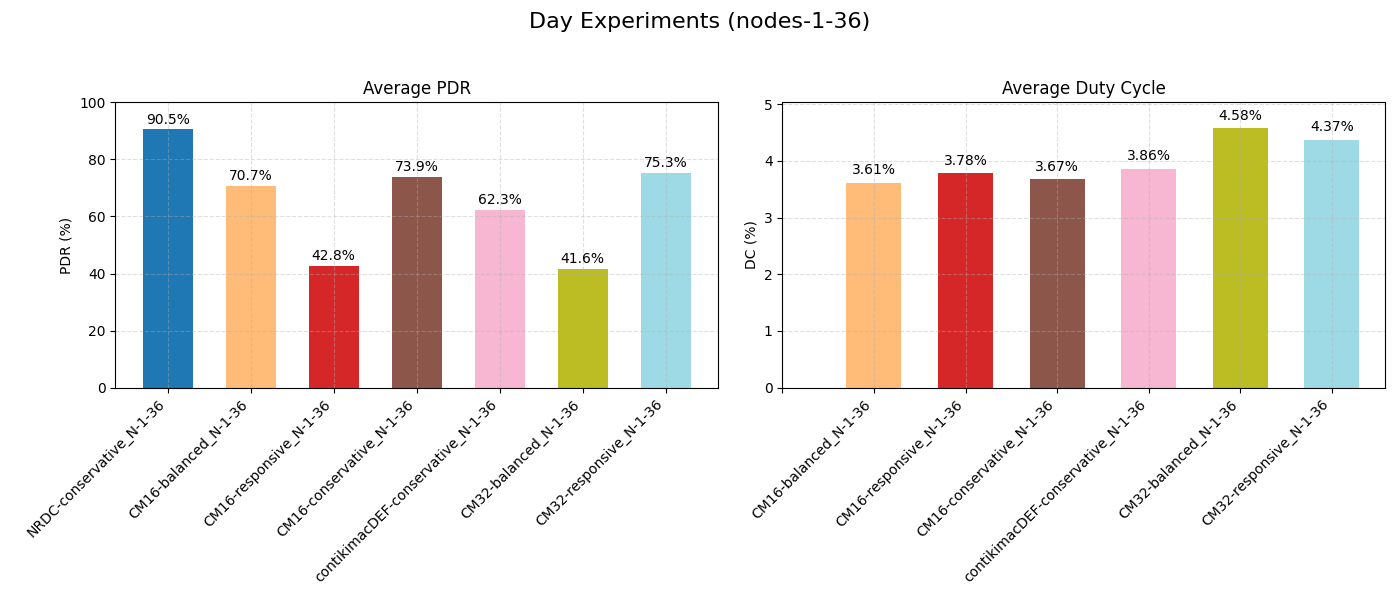 Day Experiments (nodes-1-36)
Average PDR
PDR (%)
100
80
60
40
20
0
90.5%
70.7%
42.8%
73.9%
62.3%
41.6%
75.3%
NRDC-conservative_N-1-36
CM16-balanced_N-1-36
CM16-responsive_N-1-36
CM16-conservative_N-1-36
contikimacDEF-conservative_N-1-36
CM32-balanced_N-1-36
CM32-responsive_N-1-36
Average Duty Cycle
DC (%)
5
4
3
2
1
0
3.61%
3.78%
3.67%
3.86%
4.58%
4.37%
CM16-balanced_N-1-36
CM16-responsive_N-1-36
CM16-conservative_N-1-36
contikimacDEF-conservative_N-1-36
CM32-balanced_N-1-36
CM32-responsive_N-1-36